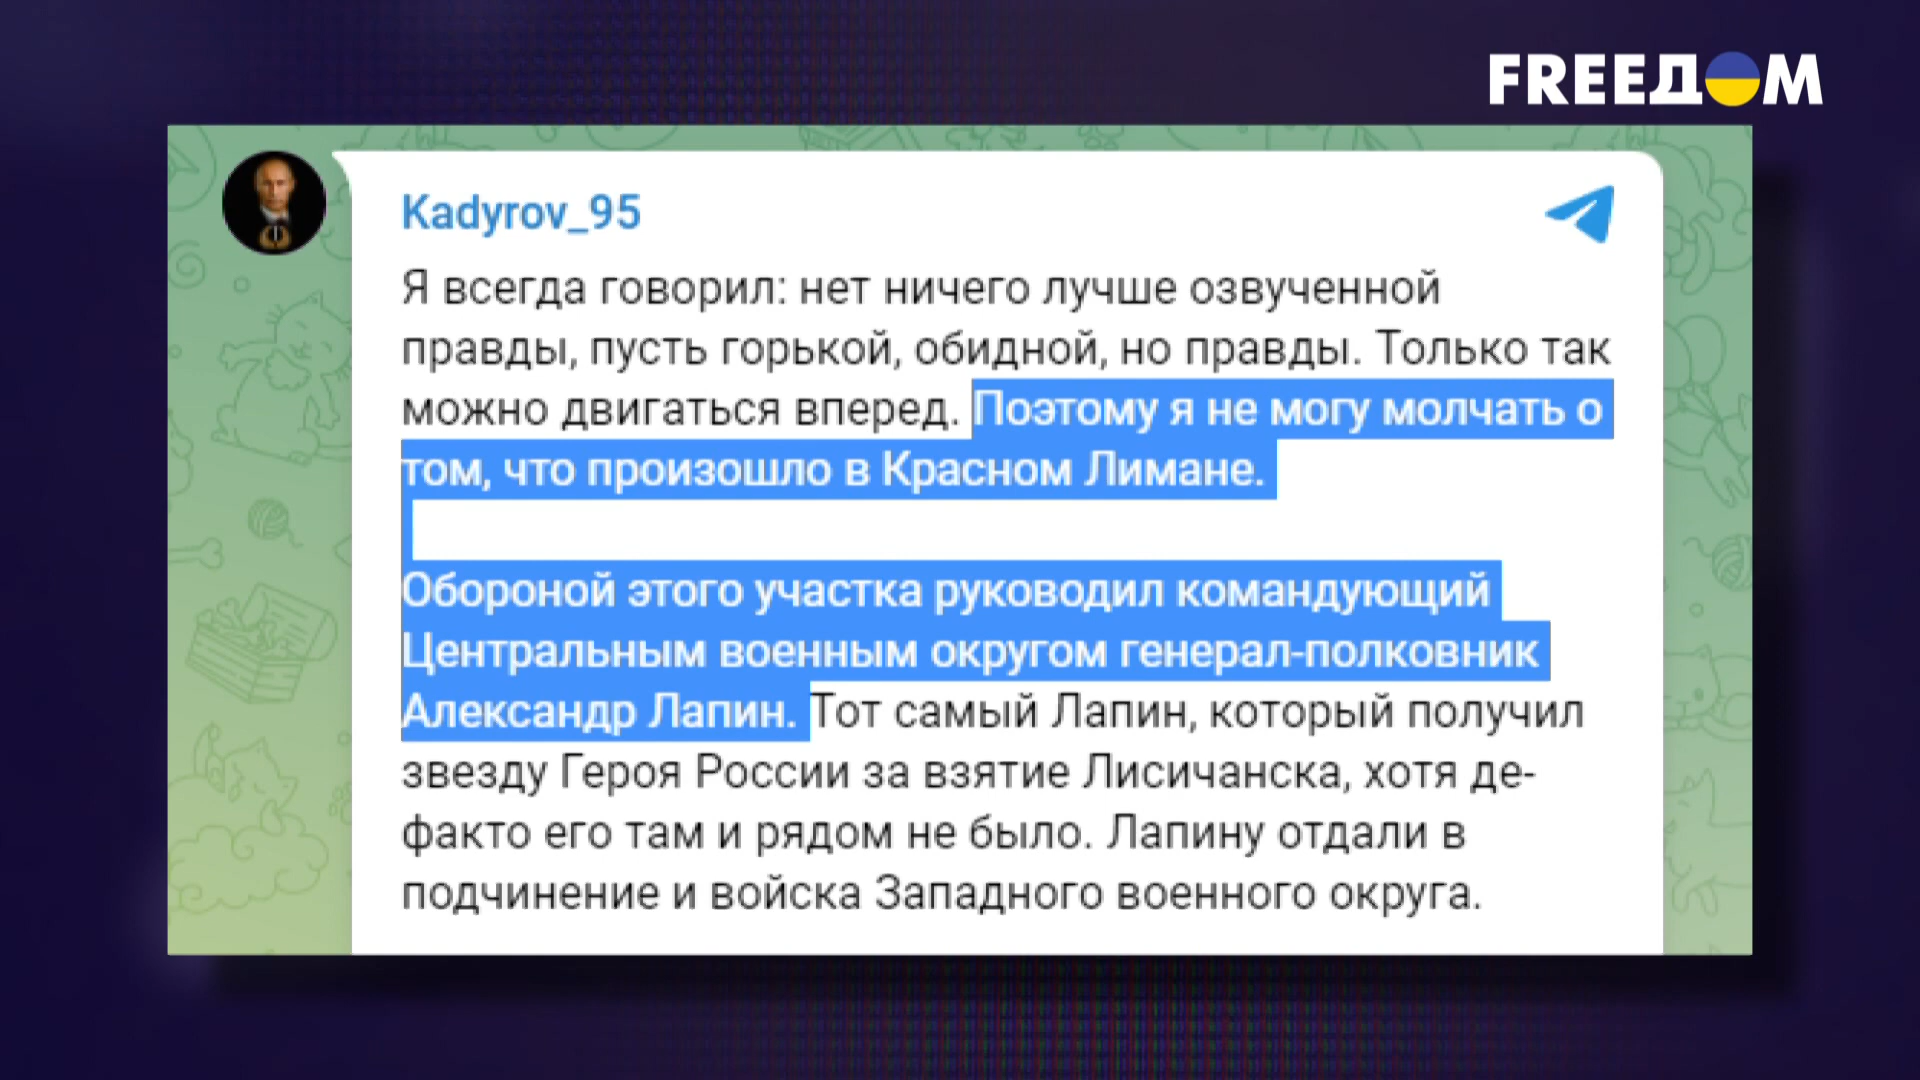 FREEДОМ
Kadyrov_95
Я всегда говорил: нет ничего лучше озвученной
правды, пусть горькой, обидной, но правды. Только так
можно двигаться вперед. Поэтому я не могу молчать о
том, что произошло в Красном Лимане.
Обороной этого участка руководил командующий
Центральным военным округом генерал-полковник
Александр Лапин. Тот самый Лапин, который получил
звезду Героя России за взятие Лисичанска, хотя де-
факто его там и рядом не было. Лапину отдали в
подчинение и войска Западного военного округа.